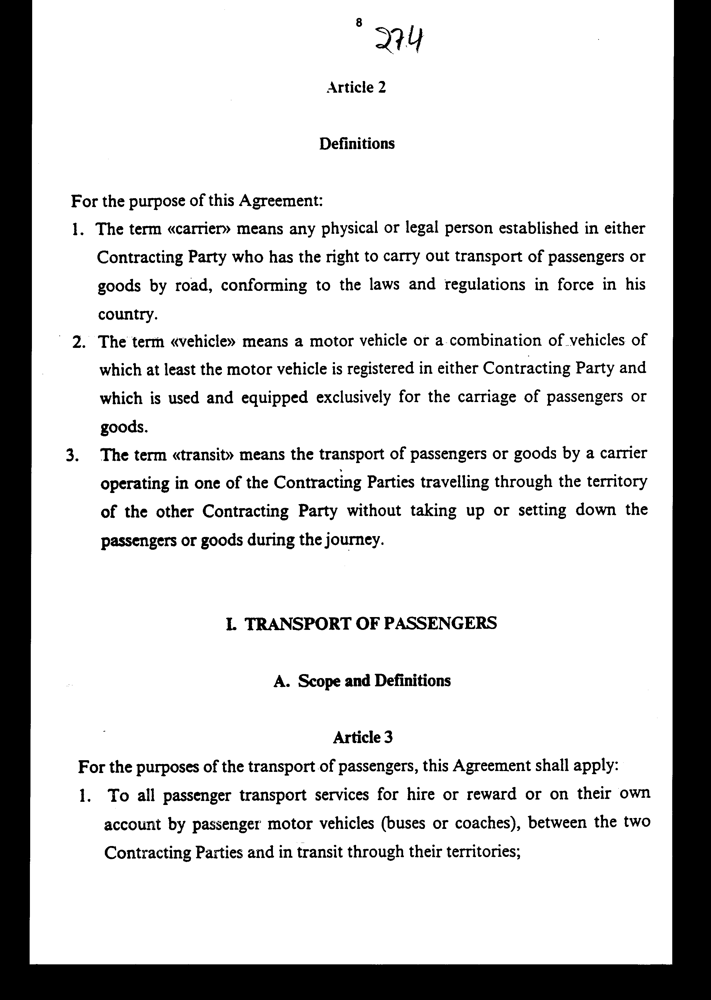 8
274
Article 2
Definitions
For the purpose of this Agreement:
1. The term «carrier» means any physical or legal person established in either
Contracting Party who has the right to carry out transport of passengers or
goods by road, conforming to the laws and regulations in force in his
country.
2. The term «vehicle» means a motor vehicle or a combination of vehicles of
which at least the motor vehicle is registered in either Contracting Party and
which is used and equipped exclusively for the carriage of passengers or
goods.
3. The term «transit» means the transport of passengers or goods by a carrier
operating in one of the Contracting Parties travelling through the territory
of the other Contracting Party without taking up or setting down the
passengers or goods during the journey.
I. TRANSPORT OF PASSENGERS
A. Scope and Definitions
Article 3
For the purposes of the transport of passengers, this Agreement shall apply:
1. To all passenger transport services for hire or reward or on their own
account by passenger motor vehicles (buses or coaches), between the two
Contracting Parties and in transit through their territories;